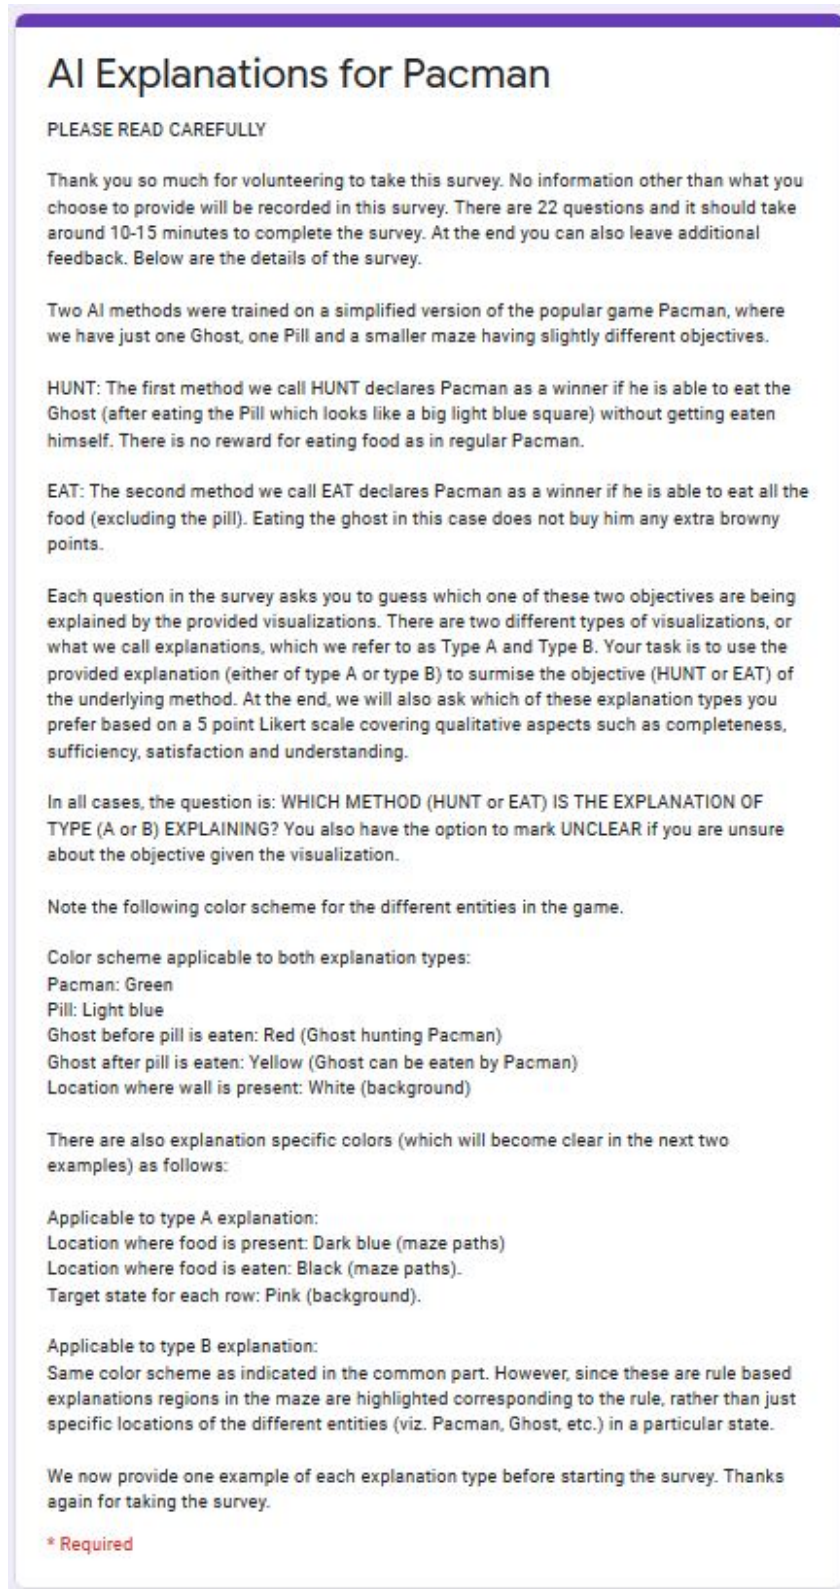 AI Explanations for Pacman
PLEASE READ CAREFULLY
Thank you so much for volunteering to take this survey. No information other than what you
choose to provide will be recorded in this survey. There are 22 questions and it should take
around 10-15 minutes to complete the survey. At the end you can also leave additional
feedback. Below are the details of the survey.
Two AI methods were trained on a simplified version of the popular game Pacman, where
we have just one Ghost, one Pill and a smaller maze having slightly different objectives.
HUNT: The first method we call HUNT declares Pacman as a winner if he is able to eat the
Ghost (after eating the Pill which looks like a big light blue square) without getting eaten
himself. There is no reward for eating food as in regular Pacman.
EAT: The second method we call EAT declares Pacman as a winner if he is able to eat all the
food (excluding the pill). Eating the ghost in this case does not buy him any extra browny
points.
Each question in the survey asks you to guess which one of these two objectives are being
explained by the provided visualizations. There are two different types of visualizations, or
what we call explanations, which we refer to as Type A and Type B. Your task is to use the
provided explanation (either of type A or type B) to surmise the objective (HUNT or EAT) of
the underlying method. At the end, we will also ask which of these explanation types you
prefer based on a 5 point Likert scale covering qualitative aspects such as completeness,
sufficiency, satisfaction and understanding.
In all cases, the question is: WHICH METHOD (HUNT or EAT) IS THE EXPLANATION OF
TYPE (A or B) EXPLAINING? You also have the option to mark UNCLEAR if you are unsure
about the objective given the visualization.
Note the following color scheme for the different entities in the game.
Color scheme applicable to both explanation types:
Pacman: Green
Pill: Light blue
Ghost before pill is eaten: Red (Ghost hunting Pacman)
Ghost after pill is eaten: Yellow (Ghost can be eaten by Pacman)
Location where wall is present: White (background)
There are also explanation specific colors (which will become clear in the next two
examples) as follows:
Applicable to type A explanation:
Location where food is present: Dark blue (maze paths)
Location where food is eaten: Black (maze paths).
Target state for each row: Pink (background).
Applicable to type B explanation:
Same color scheme as indicated in the common part. However, since these are rule based
explanations regions in the maze are highlighted corresponding to the rule, rather than just
specific locations of the different entities (viz. Pacman, Ghost, etc.) in a particular state.
We now provide one example of each explanation type before starting the survey. Thanks
again for taking the survey.
* Required